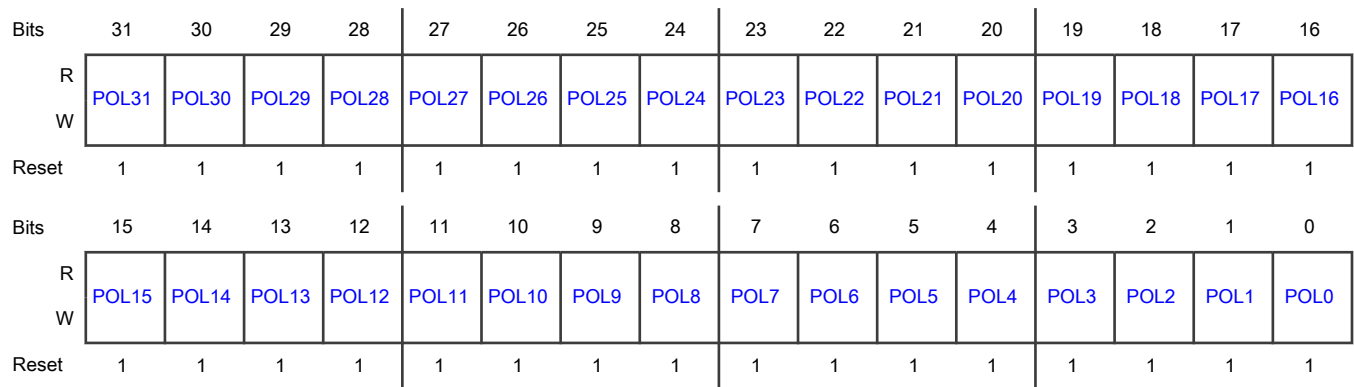 Bits 31 30 29 28 27 26 25 24 23 22 21 20 19 18 17 16
R
POL31 POL30 POL29 POL28 POL27 POL26 POL25 POL24 POL23 POL22 POL21 POL20 POL19 POL18 POL17 POL16
W
Reset 1 1 1 1 1 1 1 1 1 1 1 1 1 1 1 1
Bits 15 14 13 12 11 10 9 8 7 6 5 4 3 2 1 0
R
POL15 POL14 POL13 POL12 POL11 POL10 POL9 POL8 POL7 POL6 POL5 POL4 POL3 POL2 POL1 POL0
W
Reset 1 1 1 1 1 1 1 1 1 1 1 1 1 1 1 1